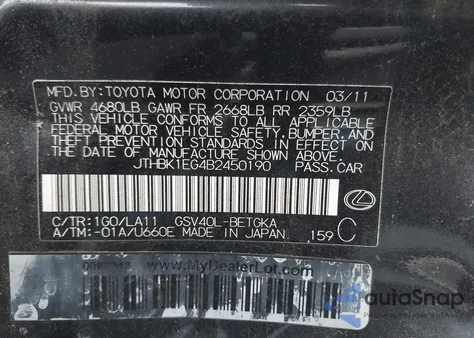 MFD.BY:TOYOTA MOTOR CORPORATION 03/11
GVWR 4680LB GAWR FR 2668LB RR 2359LB
THIS VEHICLE CONFORMS TO ALL APPLICABLE
FEDERAL MOTOR VEHICLE SAFETY, BUMPER, AND
THEFT PREVENTION STANDARDS IN EFFECT ON
THE DATE OF MANUFACTURE SHOWN ABOVE.
JTHBK1EG4B2450190 PASS.CAR
C/TR:1G0/LA11 GSV40L-BETGKA
A/TM:-01A/U660E MADE IN JAPAN. 159 C
www.MyDealerLot.com
autoSnap